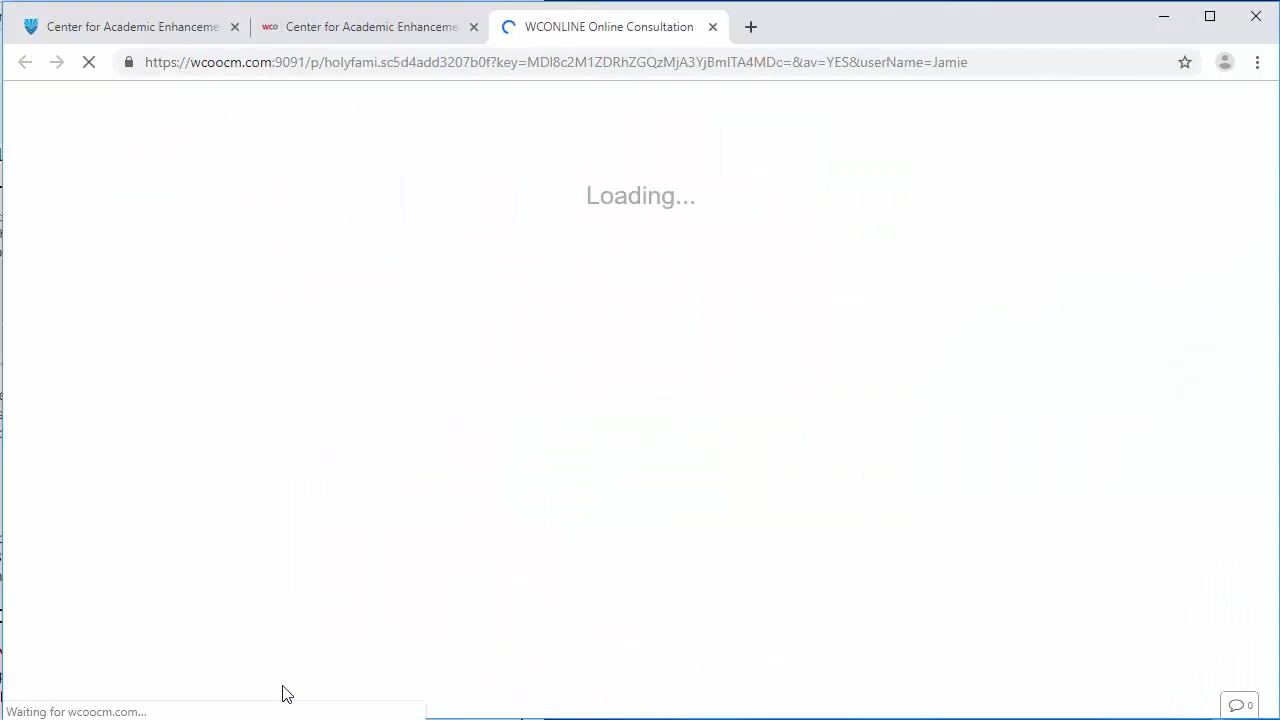 Center for Academic Enhanceme
wco
Center for Academic Enhanceme
WCONLINE Online Consultation
https://wcoocm.com:9091/p/holyfami.sc5d4add3207b0f?key=MDI8c2M1ZDRhZGQzMjA3YjBmITA4MDc=&av=YES&userName=Jamie
Loading...
0
Waiting for wcoocm.com...